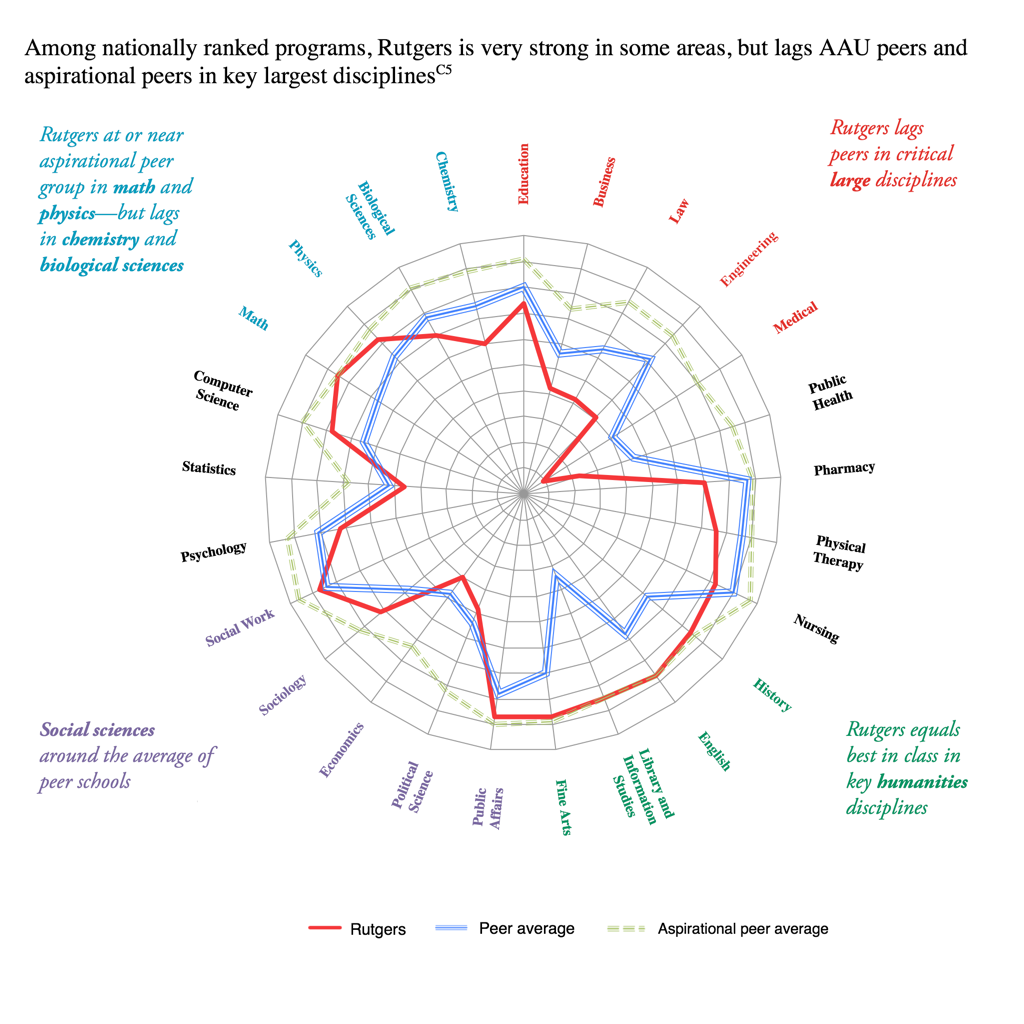 Among nationally ranked programs, Rutgers is very strong in some areas, but lags AAU peers and
aspirational peers in key largest disciplinesC5
Rutgers at or near
aspirational peer
group in math and
physics—but lags
in chemistry and
biological sciences
Rutgers lags
peers in critical
large disciplines
Education
Business
Law
Engineering
Medical
Public
Health
Pharmacy
Physical
Therapy
Nursing
History
English
Library and
Information
Studies
Fine Arts
Public
Affairs
Political
Science
Economics
Sociology
Social Work
Psychology
Statistics
Computer
Science
Math
Physics
Biological
Sciences
Chemistry
Social sciences
around the average of
peer schools
Rutgers equals
best in class in
key humanities
disciplines
Rutgers
Peer average
Aspirational peer average